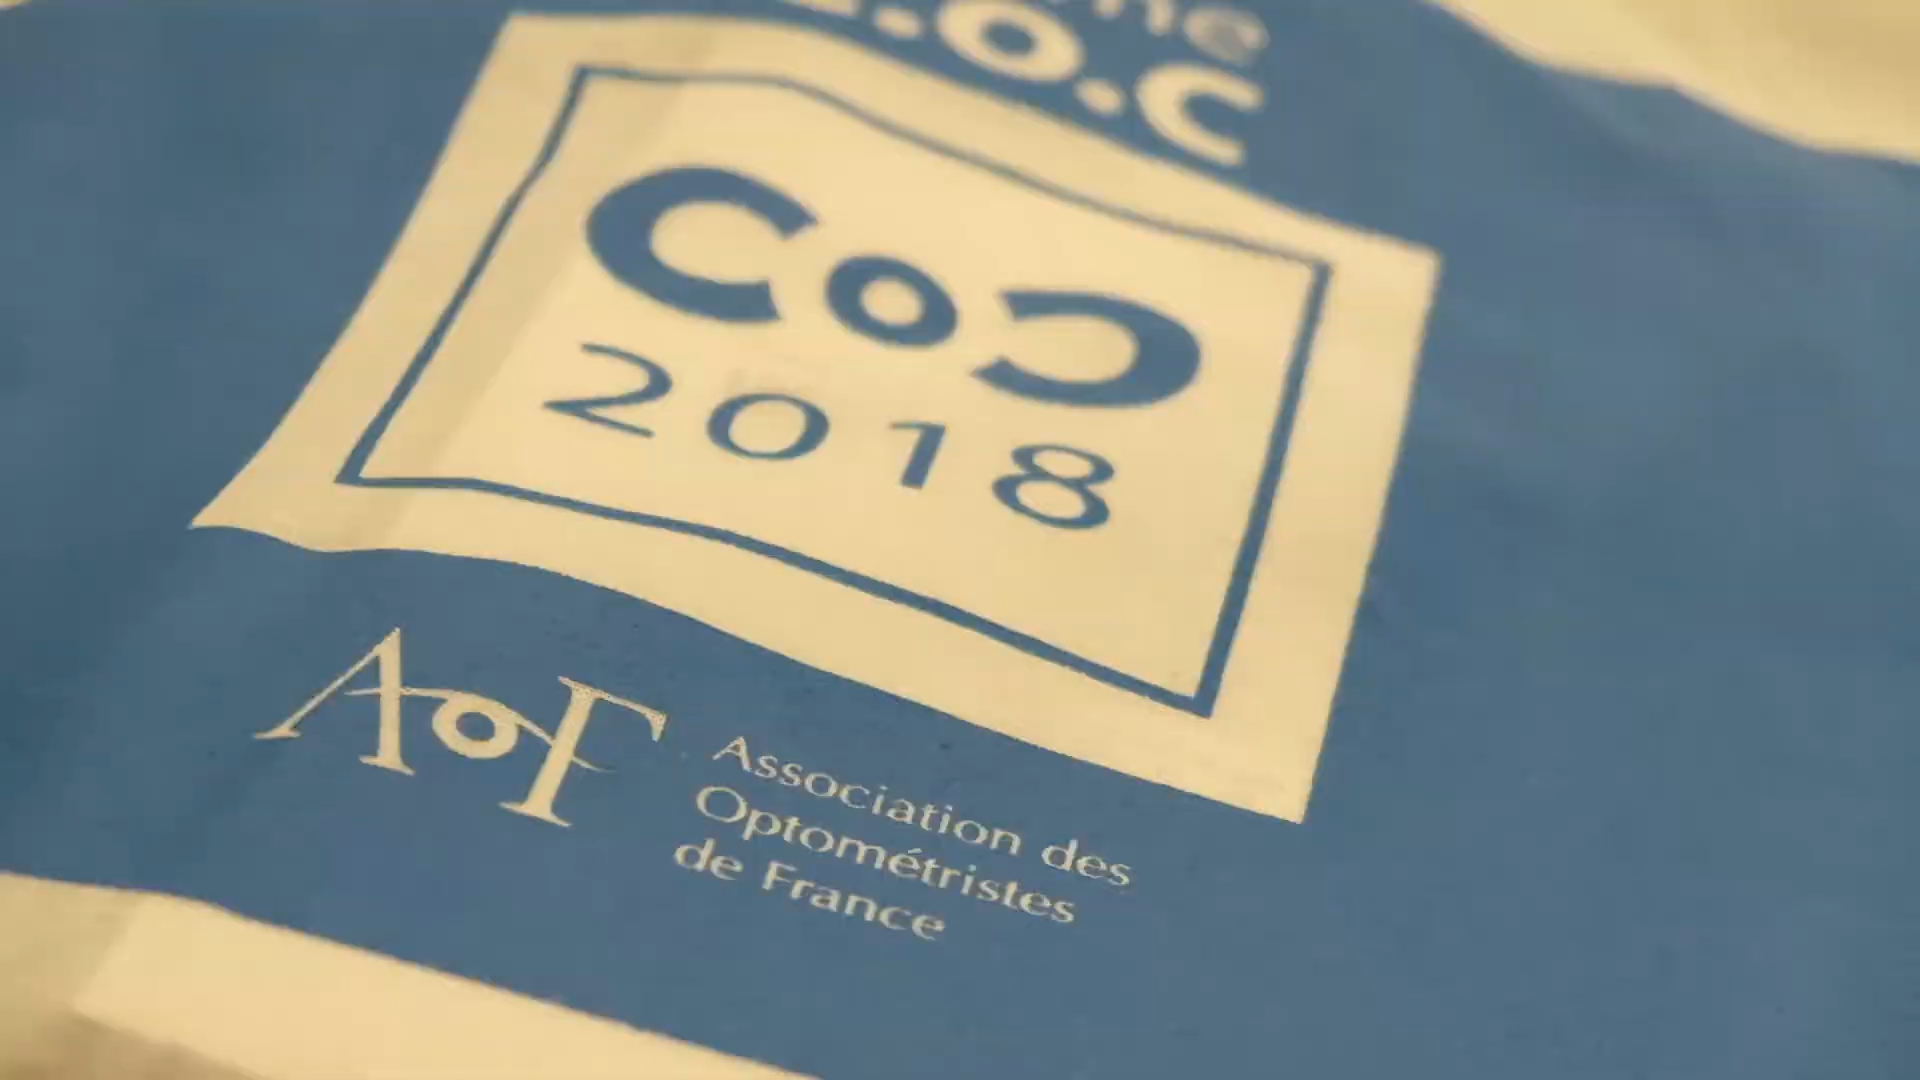 .O.C
COC
2018
AOF
Association des
Optométristes
de France